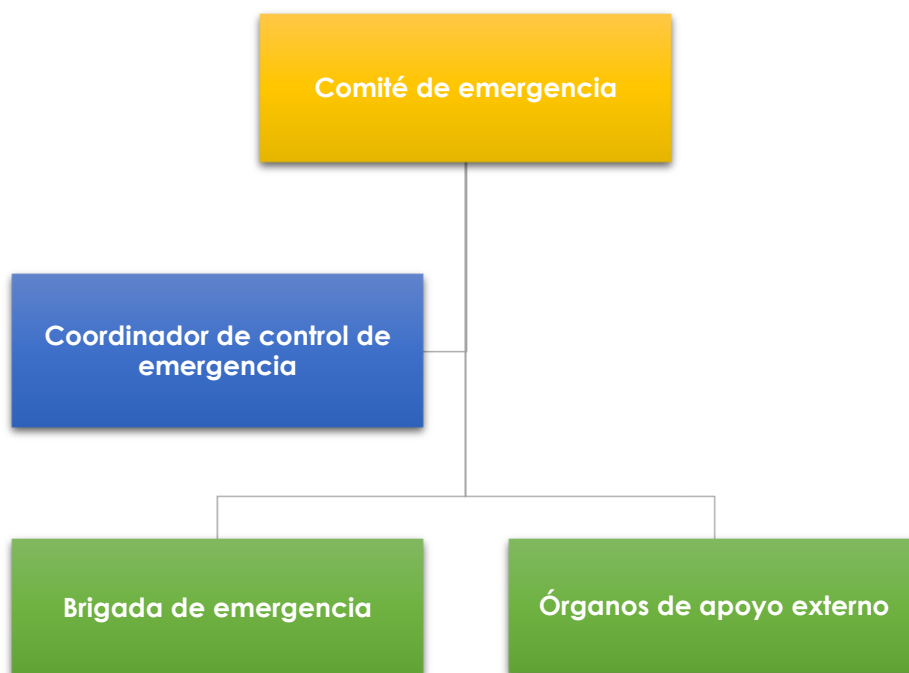 Comité de emergencia
Coordinador de control de
emergencia
Brigada de emergencia
Órganos de apoyo externo